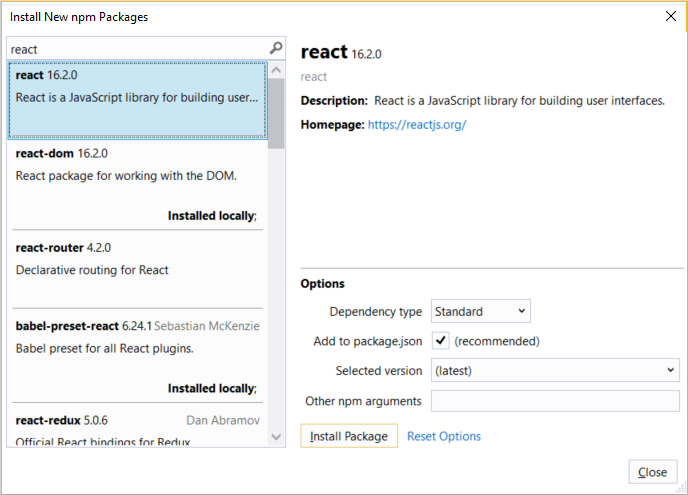 Install New npm Packages
react
react 16.2.0
React is a JavaScript library for building user...
react-dom 16.2.0
React package for working with the DOM.
Installed locally;
react-router 4.2.0
Declarative routing for React
babel-preset-react 6.24.1 Sebastian McKenzie
Babel preset for all React plugins.
Installed locally;
react-redux 5.0.6 Dan Abramov
Official React bindings for Redux
react 16.2.0
react
Description: React is a JavaScript library for building user interfaces.
Homepage: https://reactjs.org/
Options
Dependency type Standard
Add to package.json (recommended)
Selected version (latest)
Other npm arguments
Install Package Reset Options
Close